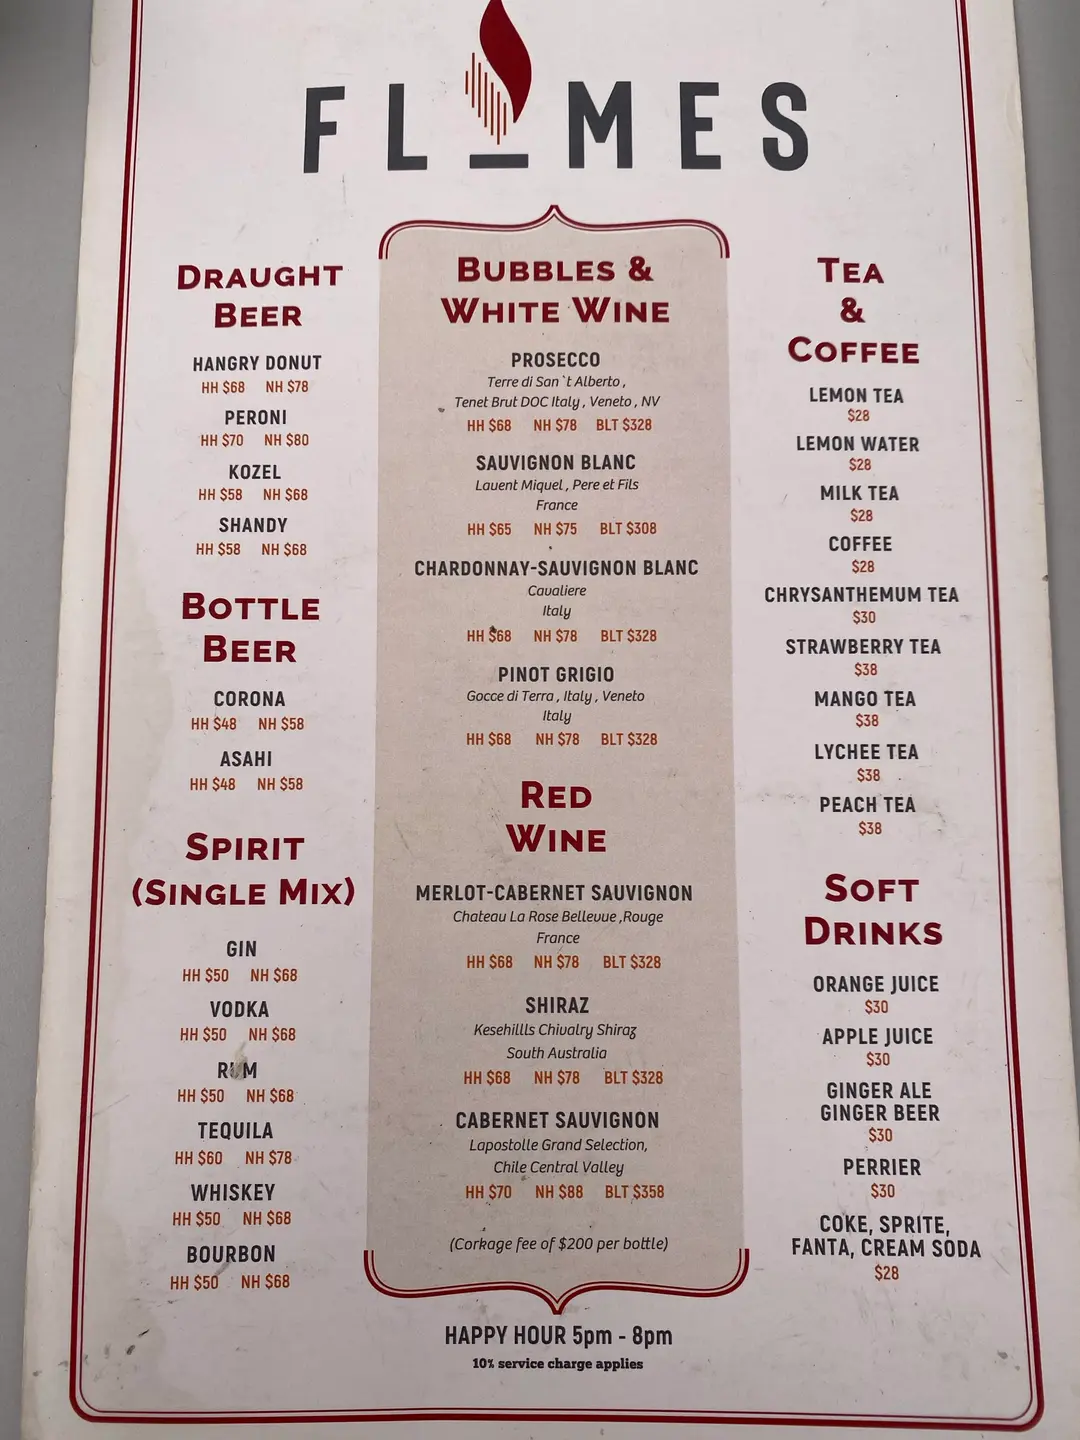 FLAMES
DRAUGHT
BEER
HANGRY DONUT
HH $68 NH $78
PERONI
HH $70 NH $80
KOZEL
HH $58 NH $68
SHANDY
HH $58 NH $68
BOTTLE
BEER
CORONA
HH $48 NH $58
ASAHI
HH $48 NH $58
SPIRIT
(SINGLE MIX)
GIN
HH $50 NH $68
VODKA
HH $50 NH $68
RUM
HH $50 NH $68
TEQUILA
HH $60 NH $78
WHISKEY
HH $50 NH $68
BOURBON
HH $50 NH $68
BUBBLES &
WHITE WINE
PROSECCO
Terre di San`t Alberto,
Tenet Brut DOC Italy, Veneto, NV
HH $68 NH $78 BLT $328
SAUVIGNON BLANC
Lauent Miquel, Pere et Fils
France
HH $65 NH $75 BLT $308
CHARDONNAY-SAUVIGNON BLANC
Cavaliere
Italy
HH $68 NH $78 BLT $328
PINOT GRIGIO
Gocce di Terra, Italy, Veneto
Italy
HH $68 NH $78 BLT $328
RED
WINE
MERLOT-CABERNET SAUVIGNON
Chateau La Rose Bellevue ,Rouge
France
HH $68 NH $78 BLT $328
SHIRAZ
Kesehillls Chivalry Shiraz
South Australia
HH $68 NH $78 BLT $328
CABERNET SAUVIGNON
Lapostolle Grand Selection,
Chile Central Valley
HH $70 NH $88 BLT $358
(Corkage fee of $200 per bottle)
TEA
&
COFFEE
LEMON TEA
$28
LEMON WATER
$28
MILK TEA
$28
COFFEE
$28
CHRYSANTHEMUM TEA
$30
STRAWBERRY TEA
$38
MANGO TEA
$38
LYCHEE TEA
$38
PEACH TEA
$38
SOFT
DRINKS
ORANGE JUICE
$30
APPLE JUICE
$30
GINGER ALE
GINGER BEER
$30
PERRIER
$30
COKE, SPRITE,
FANTA, CREAM SODA
$28
HAPPY HOUR 5pm - 8pm
10% service charge applies